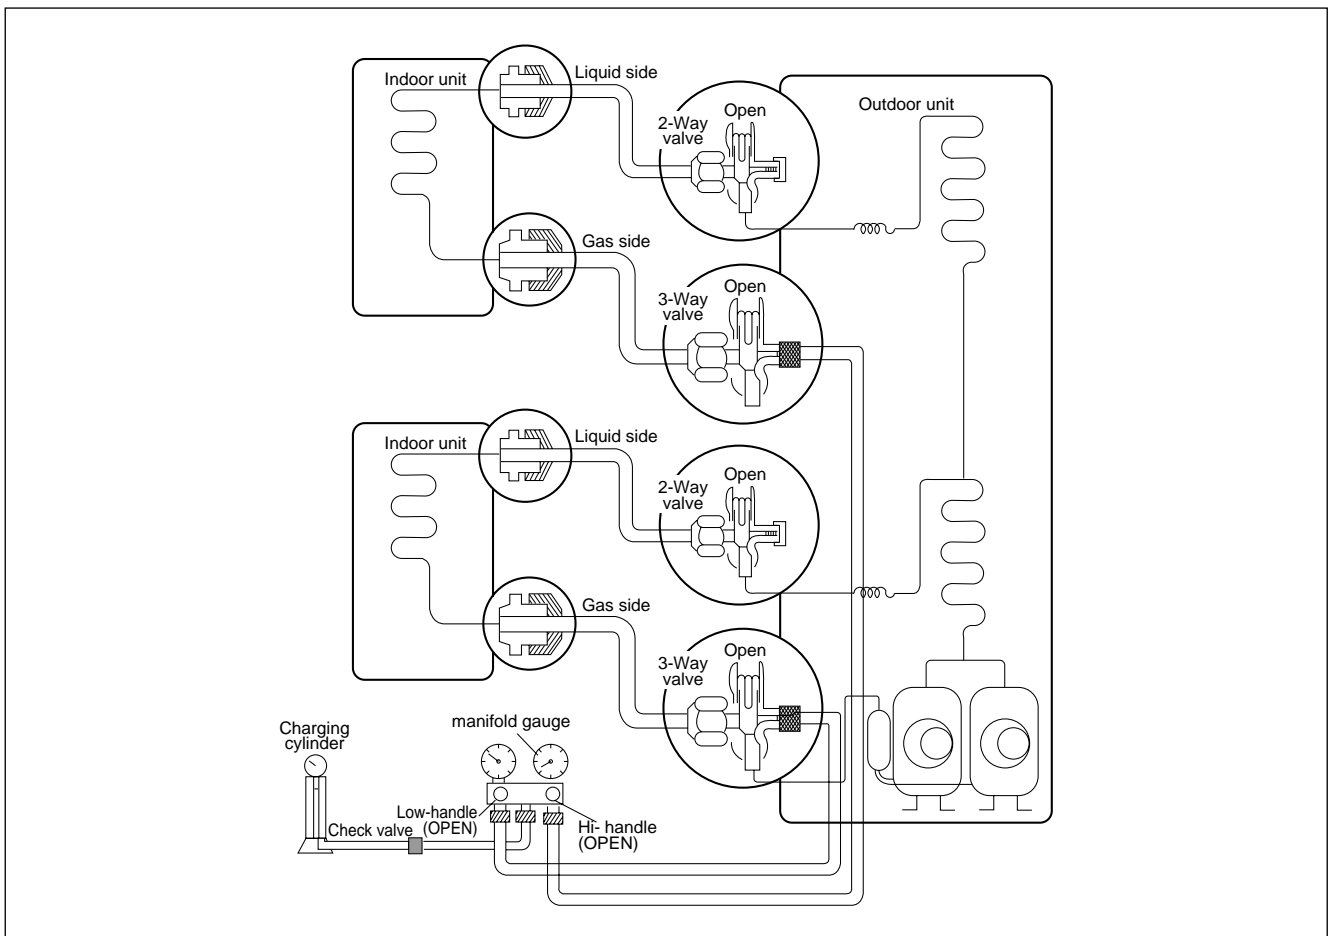 Indoor unit
Liquid side
2-Way
valve
Open
Outdoor unit
Gas side
3-Way
valve
Open
Indoor unit
Liquid side
2-Way
valve
Open
Gas side
3-Way
valve
Open
Charging
cylinder
manifold gauge
Low-handle
(OPEN)
Check valve
Hi- handle
(OPEN)